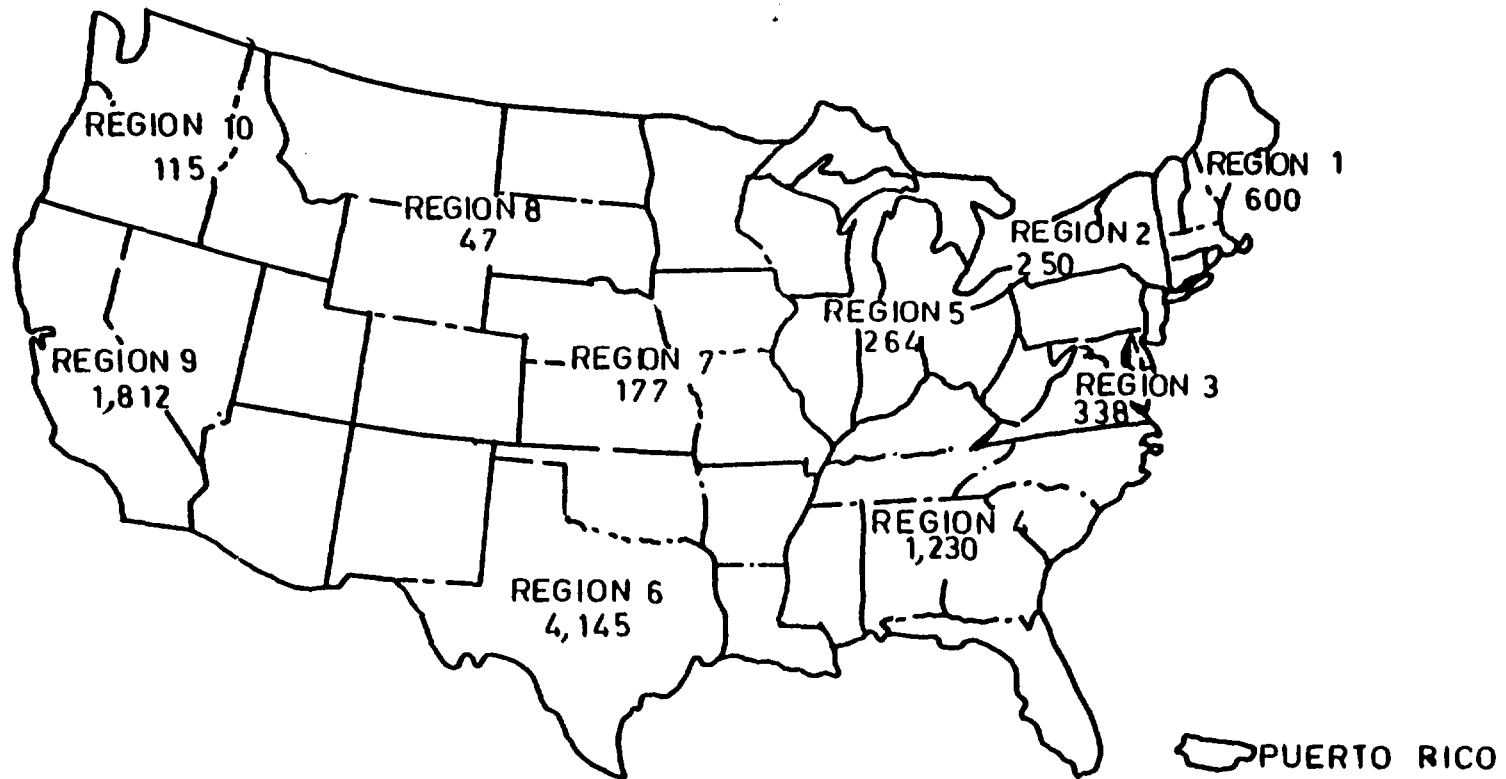 REGION 10
115
REGION 1
600
REGION 8
47
REGION 2
250
REGION 5
264
REGION 9
1,812
REGION 7
177
REGION 3
338
REGION 4
1,230
REGION 6
4,145
PUERTO RICO